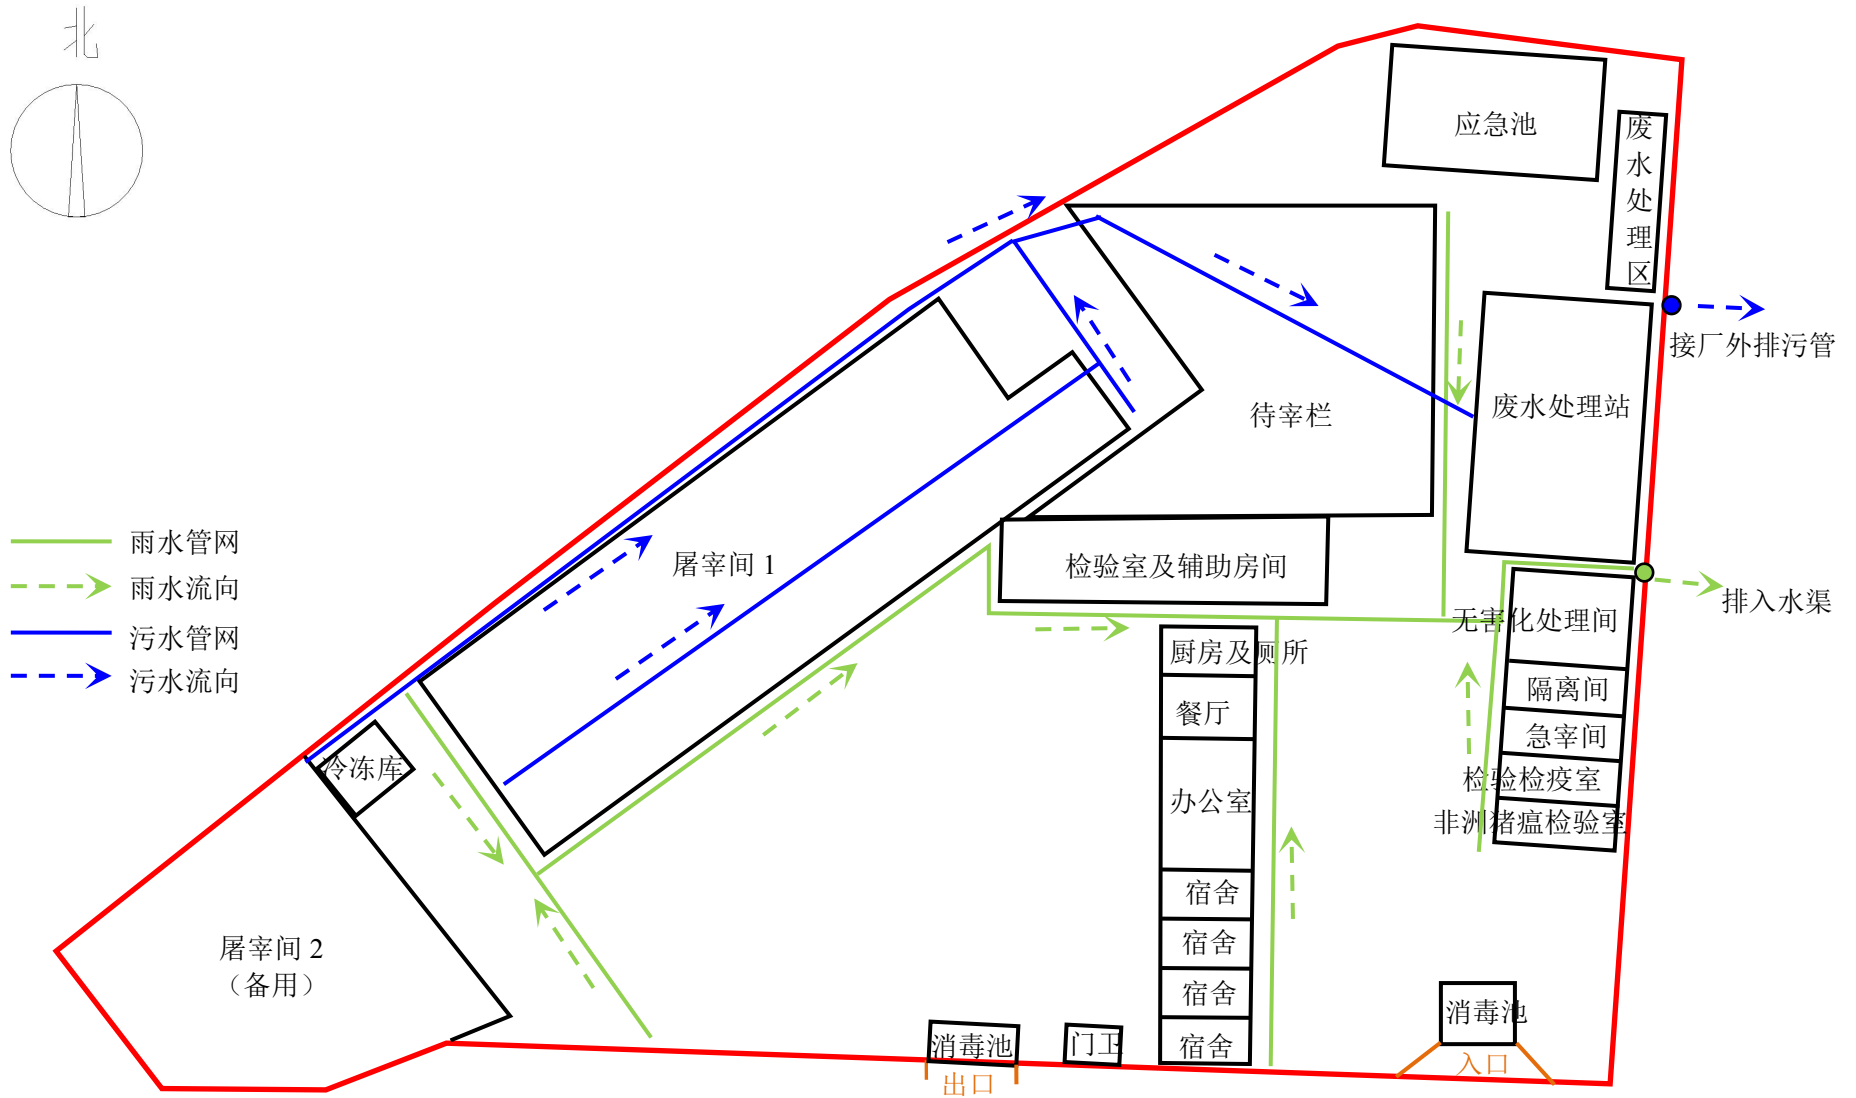 北
应急池
废水处理区
接厂外排污管
废水处理站
待宰栏
雨水管网
雨水流向
污水管网
污水流向
屠宰间 1
检验室及辅助房间
排入水渠
无害化处理间
厨房及厕所
隔离间
餐厅
急宰间
冷冻库
检验检疫室
办公室
非洲猪瘟检验室
宿舍
宿舍
屠宰间 2
（备用）
宿舍
消毒池
宿舍
消毒池
门卫
入口
出口